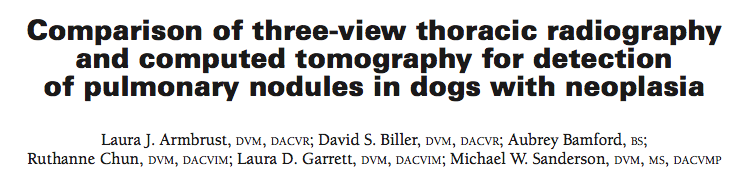 Comparison of three-view thoracic radiography
and computed tomography for detection
of pulmonary nodules in dogs with neoplasia
Laura J. Armbrust, DVM, DACVR; David S. Biller, DVM, DACVR; Aubrey Bamford, BS;
Ruthanne Chun, DVM, DACVIM; Laura D. Garrett, DVM, DACVIM; Michael W. Sanderson, DVM, MS, DACVMP